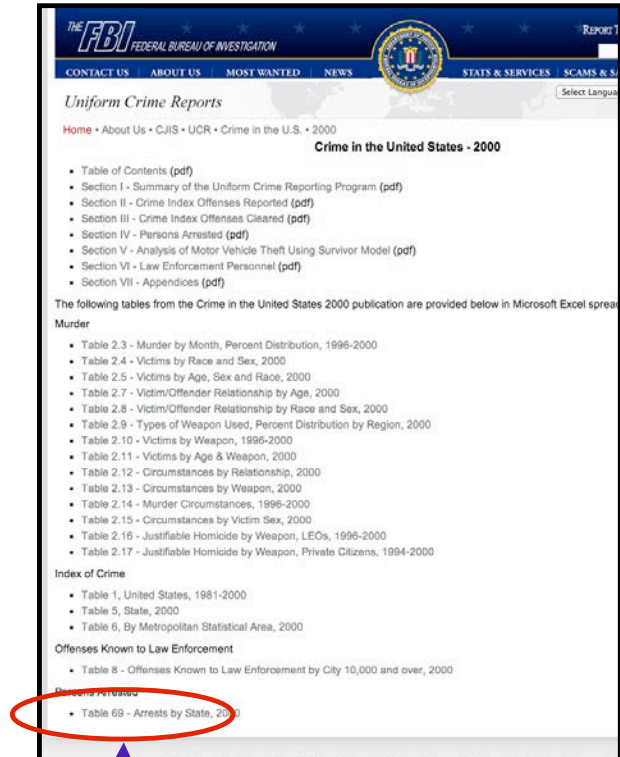 THE FBI FEDERAL BUREAU OF INVESTIGATION
REPORT T
CONTACT US ABOUT US MOST WANTED NEWS STATS & SERVICES SCAMS & SA
Select Langua
Uniform Crime Reports
Home • About Us • CJIS • UCR • Crime in the U.S. • 2000
Crime in the United States - 2000
▪ Table of Contents (pdf)
▪ Section I - Summary of the Uniform Crime Reporting Program (pdf)
▪ Section II - Crime Index Offenses Reported (pdf)
▪ Section III - Crime Index Offenses Cleared (pdf)
▪ Section IV - Persons Arrested (pdf)
▪ Section V - Analysis of Motor Vehicle Theft Using Survivor Model (pdf)
▪ Section VI - Law Enforcement Personnel (pdf)
▪ Section VII - Appendices (pdf)
The following tables from the Crime in the United States 2000 publication are provided below in Microsoft Excel sprea
Murder
▪ Table 2.3 - Murder by Month, Percent Distribution, 1996-2000
▪ Table 2.4 - Victims by Race and Sex, 2000
▪ Table 2.5 - Victims by Age, Sex and Race, 2000
▪ Table 2.7 - Victim/Offender Relationship by Age, 2000
▪ Table 2.8 - Victim/Offender Relationship by Race and Sex, 2000
▪ Table 2.9 - Types of Weapon Used, Percent Distribution by Region, 2000
▪ Table 2.10 - Victims by Weapon, 1996-2000
▪ Table 2.11 - Victims by Age & Weapon, 2000
▪ Table 2.12 - Circumstances by Relationship, 2000
▪ Table 2.13 - Circumstances by Weapon, 2000
▪ Table 2.14 - Murder Circumstances, 1996-2000
▪ Table 2.15 - Circumstances by Victim Sex, 2000
▪ Table 2.16 - Justifiable Homicide by Weapon, LEOs, 1996-2000
▪ Table 2.17 - Justifiable Homicide by Weapon, Private Citizens, 1994-2000
Index of Crime
▪ Table 1, United States, 1981-2000
▪ Table 5, State, 2000
▪ Table 6, By Metropolitan Statistical Area, 2000
Offenses Known to Law Enforcement
▪ Table 8 - Offenses Known to Law Enforcement by City 10,000 and over, 2000
Persons Arrested
▪ Table 69 - Arrests by State, 2000